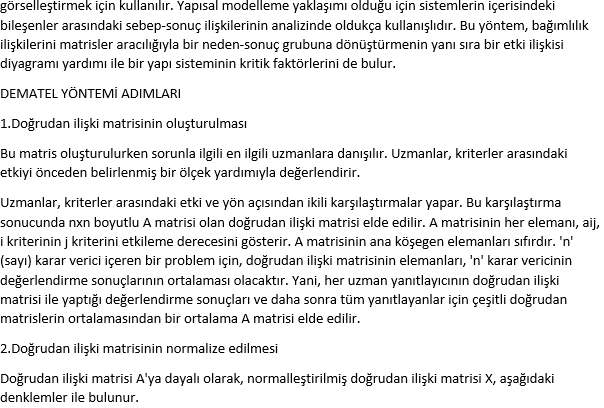 görselleştirmek için kullanılır. Yapısal modelleme yaklaşımı olduğu için sistemlerin içerisindeki
bileşenler arasındaki sebep-sonuç ilişkilerinin analizinde oldukça kullanışlıdır. Bu yöntem, bağımlılık
ilişkilerini matrisler aracılığıyla bir neden-sonuç grubuna dönüştürmenin yanı sıra bir etki ilişkisi
diyagramı yardımı ile bir yapı sisteminin kritik faktörlerini de bulur.
DEMATEL YÖNTEMİ ADIMLARI
1.Doğrudan ilişki matrisinin oluşturulması
Bu matris oluşturulurken sorunla ilgili en ilgili uzmanlara danışılır. Uzmanlar, kriterler arasındaki
etkiyi önceden belirlenmiş bir ölçek yardımıyla değerlendirir.
Uzmanlar, kriterler arasındaki etki ve yön açısından ikili karşılaştırmalar yapar. Bu karşılaştırma
sonucunda nxn boyutlu A matrisi olan doğrudan ilişki matrisi elde edilir. A matrisinin her elemanı, aij,
i kriterinin j kriterini etkileme derecesini gösterir. A matrisinin ana köşegen elemanları sıfırdır. 'n'
(sayı) karar verici içeren bir problem için, doğrudan ilişki matrisinin elemanları, 'n' karar vericinin
değerlendirme sonuçlarının ortalaması olacaktır. Yani, her uzman yanıtlayıcının doğrudan ilişki
matrisi ile yaptığı değerlendirme sonuçları ve daha sonra tüm yanıtlayanlar için çeşitli doğrudan
matrislerin ortalamasından bir ortalama A matrisi elde edilir.
2.Doğrudan ilişki matrisinin normalize edilmesi
Doğrudan ilişki matrisi A'ya dayalı olarak, normalleştirilmiş doğrudan ilişki matrisi X, aşağıdaki
denklemler ile bulunur.